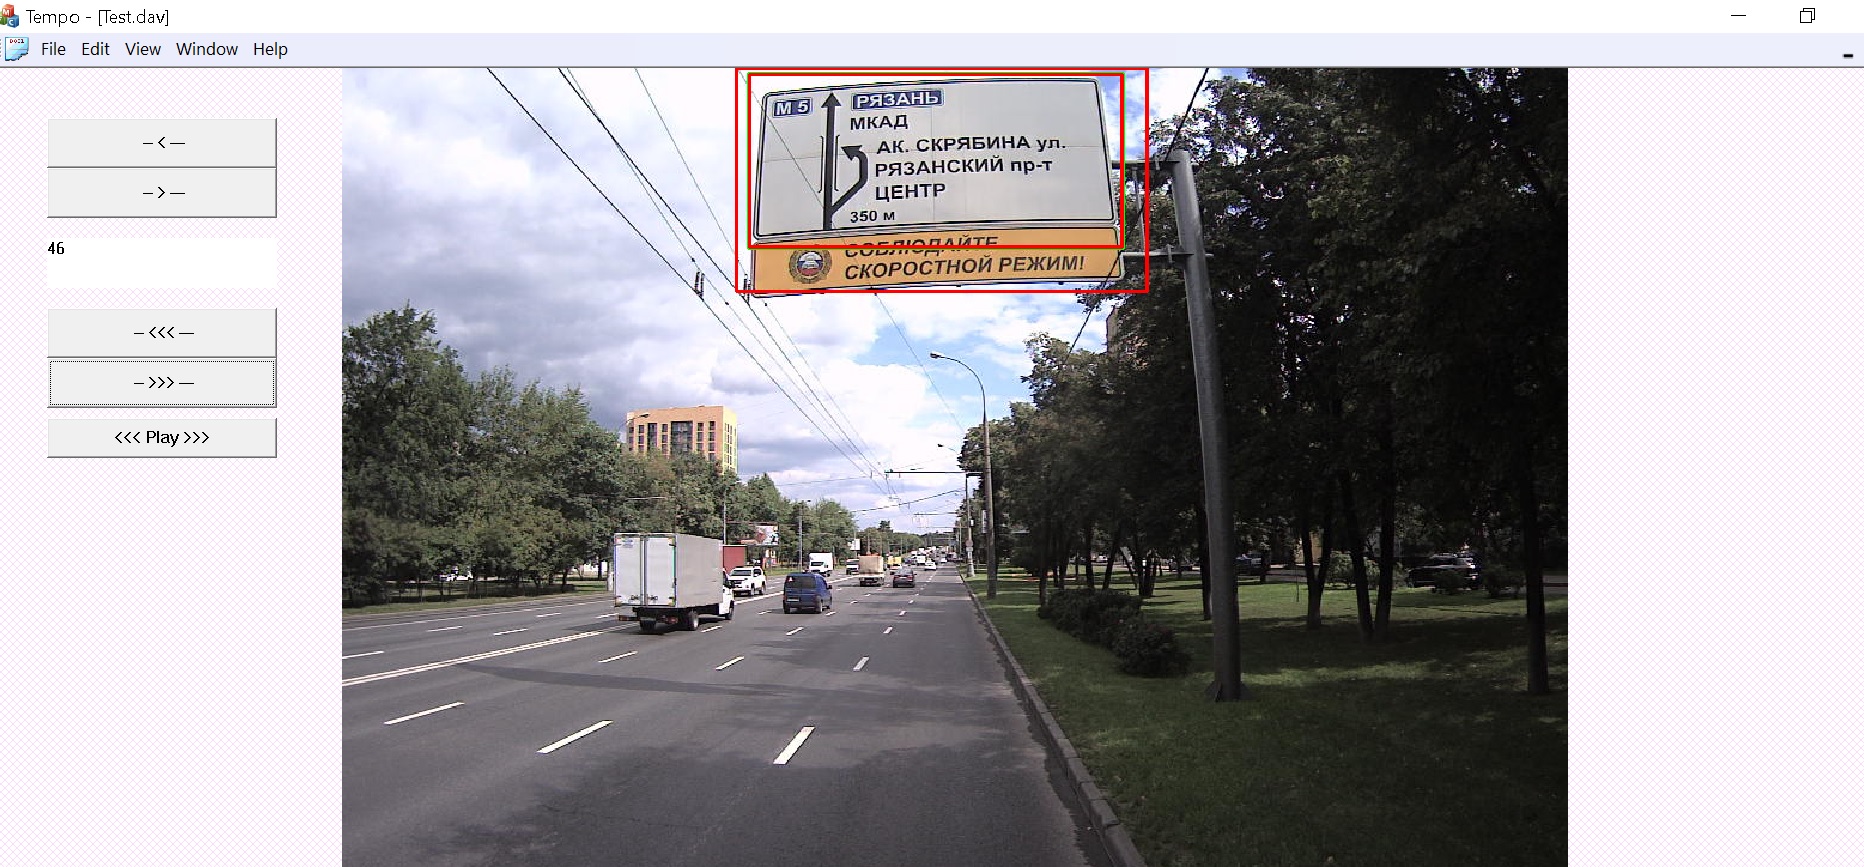 Tempo - [Test.dav]
File Edit View Window Help
– < —
– > —
46
– <<< —
– >>> —
<<< Play >>>
М 5 РЯЗАНЬ
МКАД
АК. СКРЯБИНА ул.
РЯЗАНСКИЙ пр-т
ЦЕНТР
350 м
СОБЛЮДАЙТЕ
СКОРОСТНОЙ РЕЖИМ!